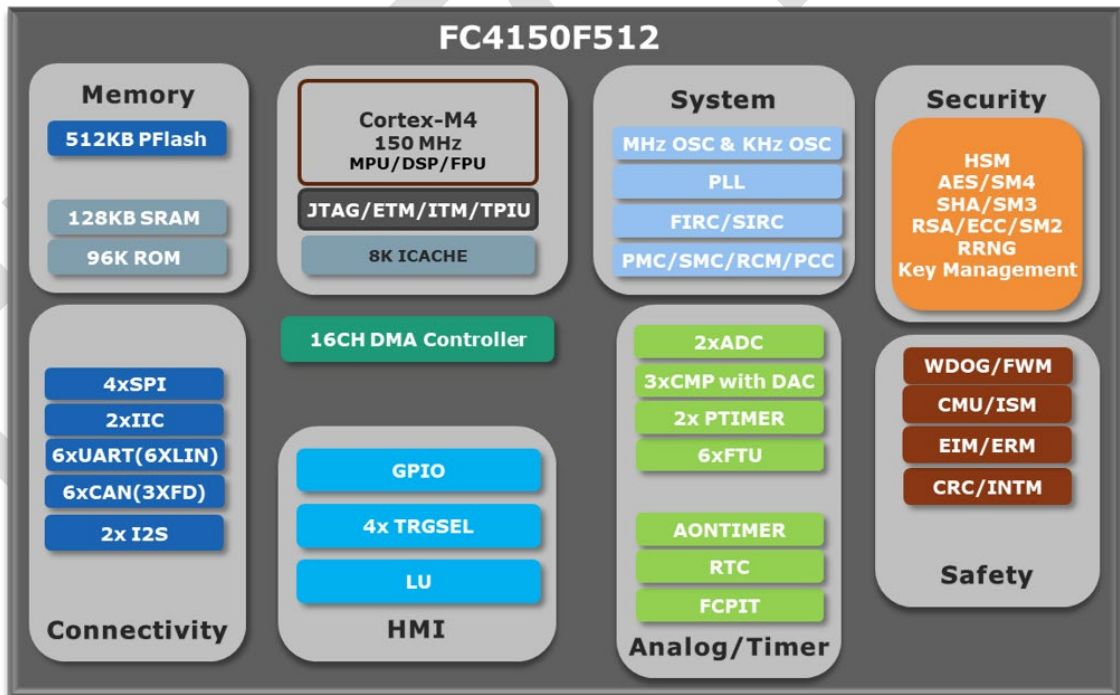 FC4150F512
Memory
512KB PFlash
128KB SRAM
96K ROM
Cortex-M4
150 MHz
MPU/DSP/FPU
JTAG/ETM/ITM/TPIU
8K ICACHE
System
MHz OSC & KHz OSC
PLL
FIRC/SIRC
PMC/SMC/RCM/PCC
Security
HSM
AES/SM4
SHA/SM3
RSA/ECC/SM2
RRNG
Key Management
4xSPI
2xIIC
6xUART(6XLIN)
6xCAN(3XFD)
2x I2S
Connectivity
16CH DMA Controller
GPIO
4x TRGSEL
LU
HMI
2xADC
3xCMP with DAC
2x PTIMER
6xFTU
AONTIMER
RTC
FCPIT
Analog/Timer
WDOG/FWM
CMU/ISM
EIM/ERM
CRC/INTM
Safety